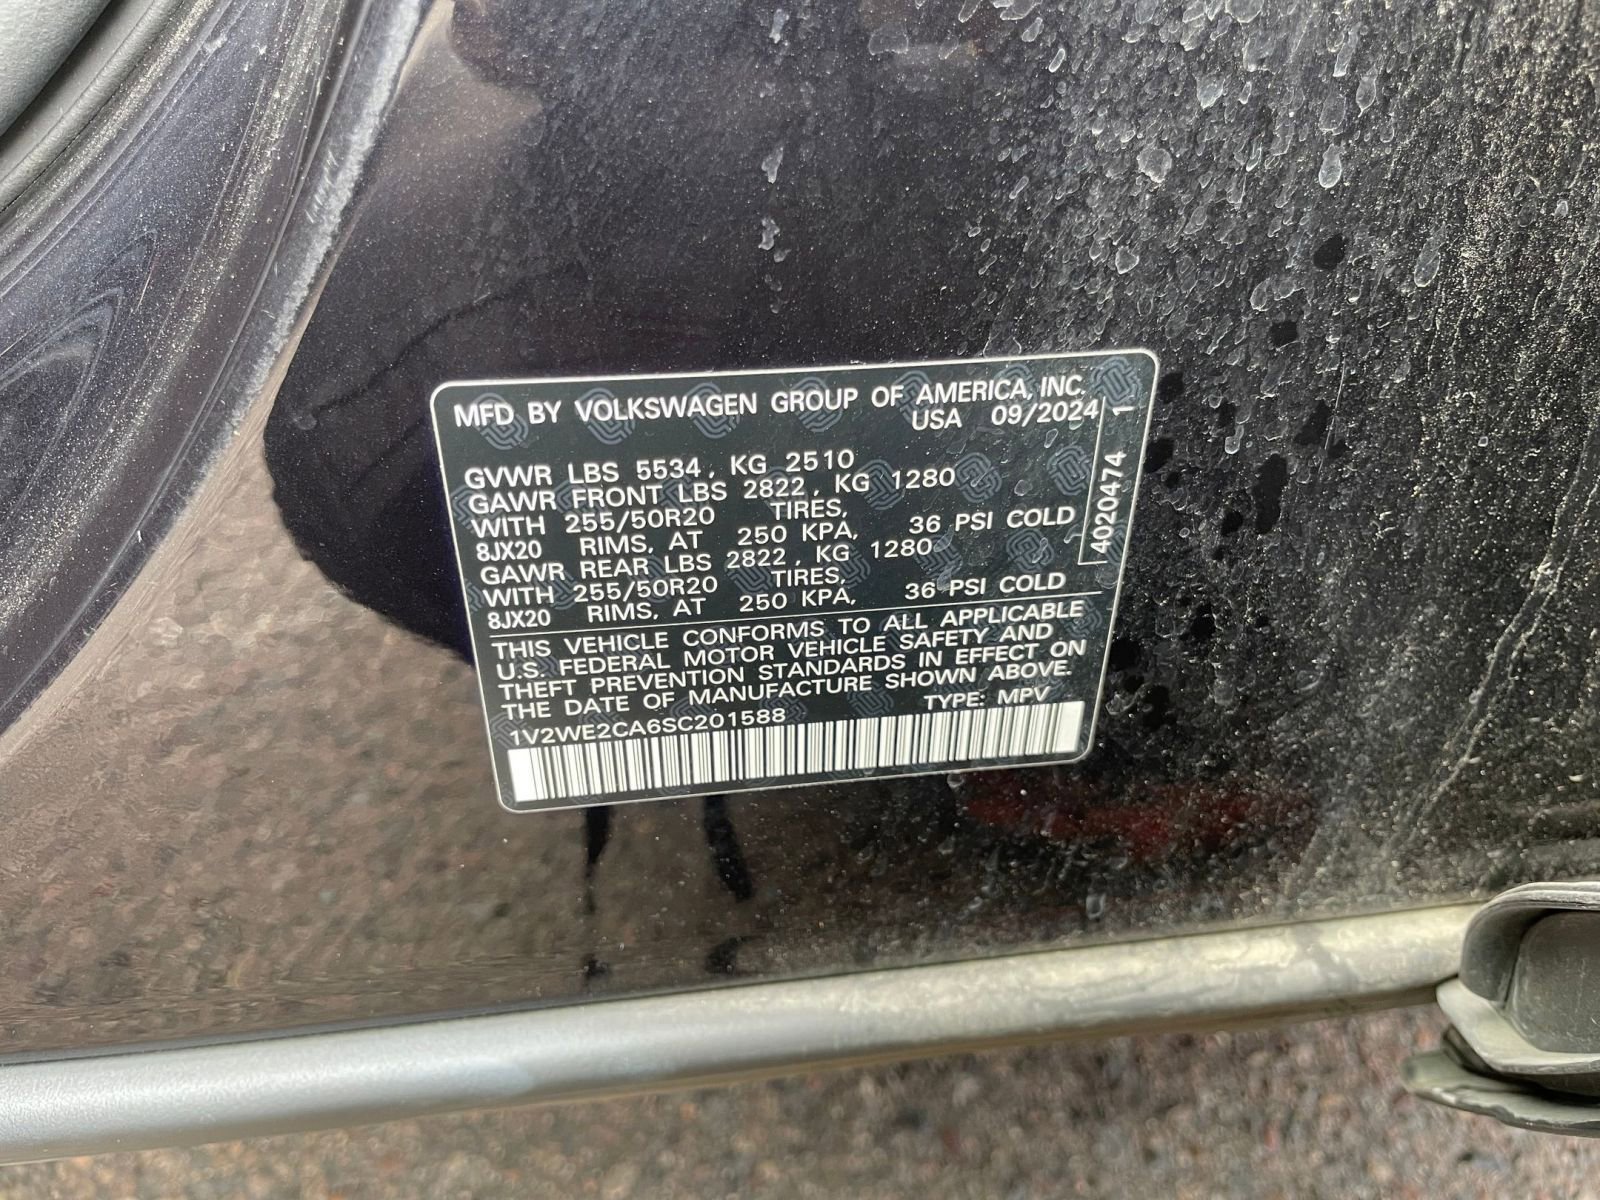 MFD BY VOLKSWAGEN GROUP OF AMERICA, INC.
USA 09/2024
GVWR LBS 5534, KG 2510
GAWR FRONT LBS 2822, KG 1280
WITH 255/50R20 TIRES,
8JX20 RIMS, AT 250 KPA, 36 PSI COLD
GAWR REAR LBS 2822, KG 1280
WITH 255/50R20 TIRES,
8JX20 RIMS, AT 250 KPA, 36 PSI COLD
4020474 1
THIS VEHICLE CONFORMS TO ALL APPLICABLE
U.S. FEDERAL MOTOR VEHICLE SAFETY AND
THEFT PREVENTION STANDARDS IN EFFECT ON
THE DATE OF MANUFACTURE SHOWN ABOVE.
1V2WE2CA6SC201588 TYPE: MPV